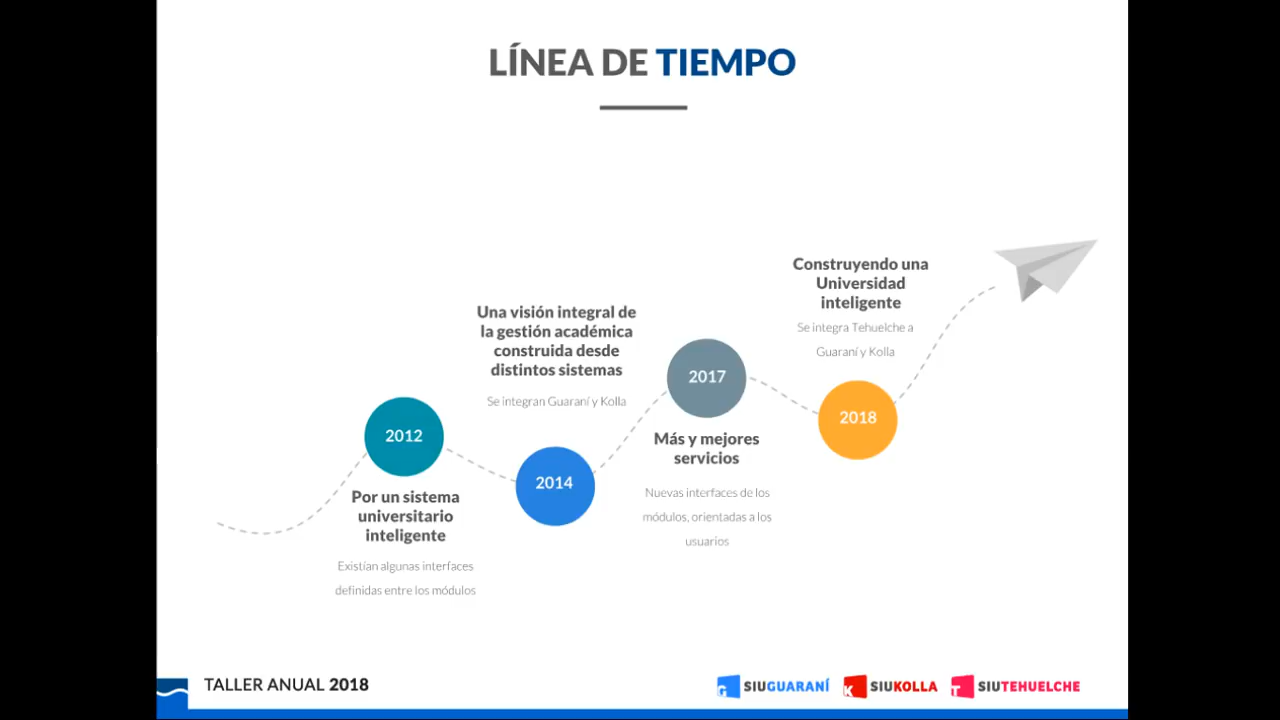 LÍNEA DE TIEMPO
2012
Por un sistema
universitario
inteligente
Existían algunas interfaces
definidas entre los módulos
Una visión integral de
la gestión académica
construida desde
distintos sistemas
Se integran Guaraní y Kolla
2014
2017
Más y mejores
servicios
Nuevas interfaces de los
módulos, orientadas a los
usuarios
Construyendo una
Universidad
inteligente
Se integra Tehuelche a
Guaraní y Kolla
2018
TALLER ANUAL 2018
G SIUGUARANÍ
K SIUKOLLA
T SIUTEHUELCHE